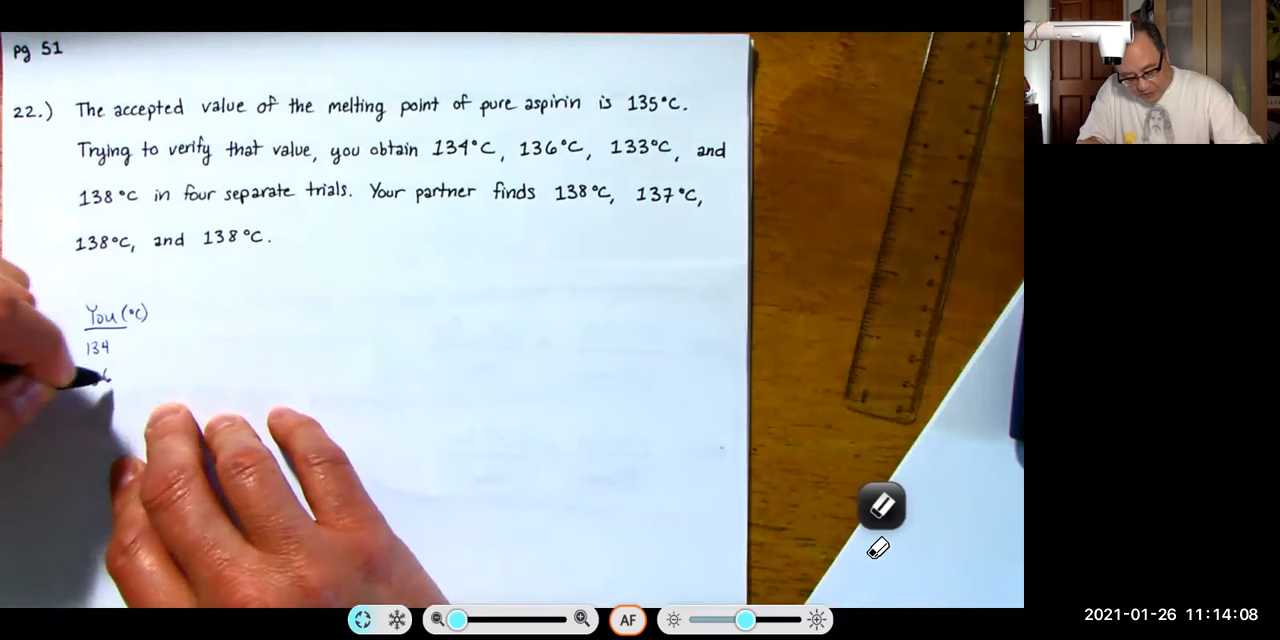 pg 51
22.) The accepted value of the melting point of pure aspirin is 135°C.
Trying to verify that value, you obtain 134°C, 136°C, 133°C, and
138°C in four separate trials. Your partner finds 138°C, 137°C,
138°C, and 138°C.
You (°C)
134
AF
2021-01-26 11:14:08